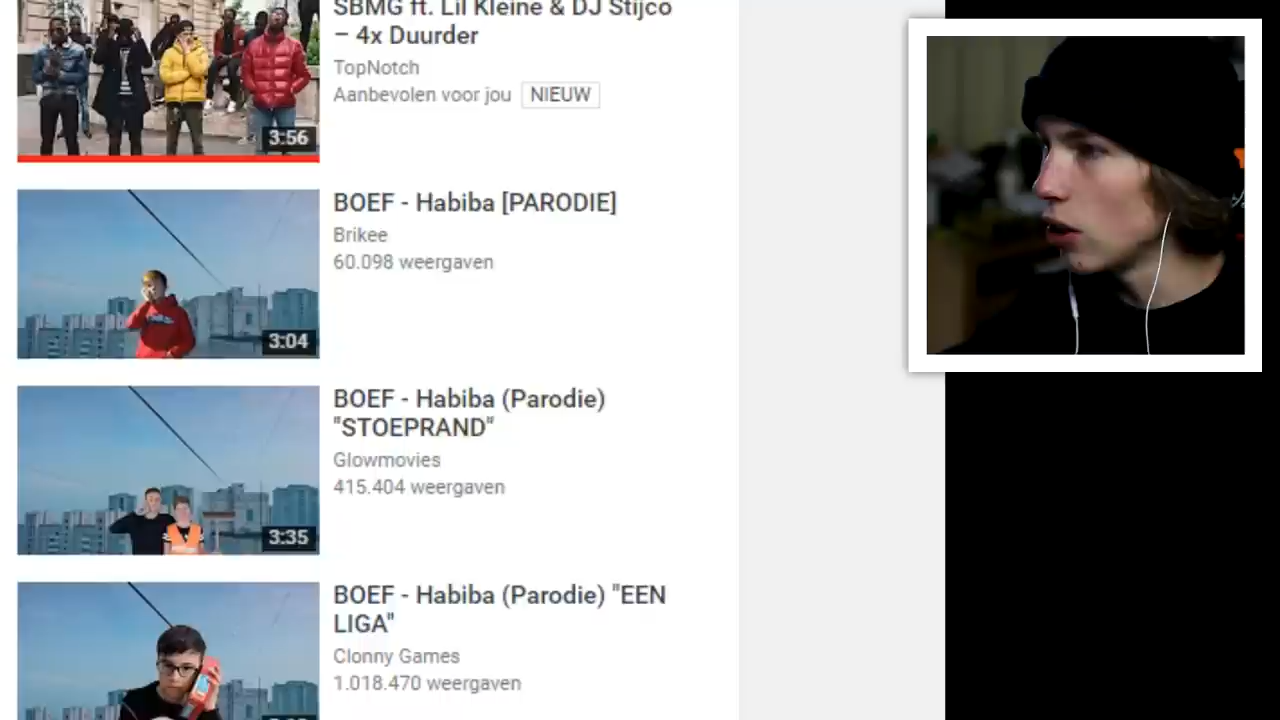 SBMG ft. Lil Kleine & DJ Stijco
– 4x Duurder
TopNotch
Aanbevolen voor jou NIEUW
3:56
BOEF - Habiba [PARODIE]
Brikee
60.098 weergaven
3:04
BOEF - Habiba (Parodie)
"STOEPRAND"
Glowmovies
415.404 weergaven
3:35
BOEF - Habiba (Parodie) "EEN
LIGA"
Clonny Games
1.018.470 weergaven